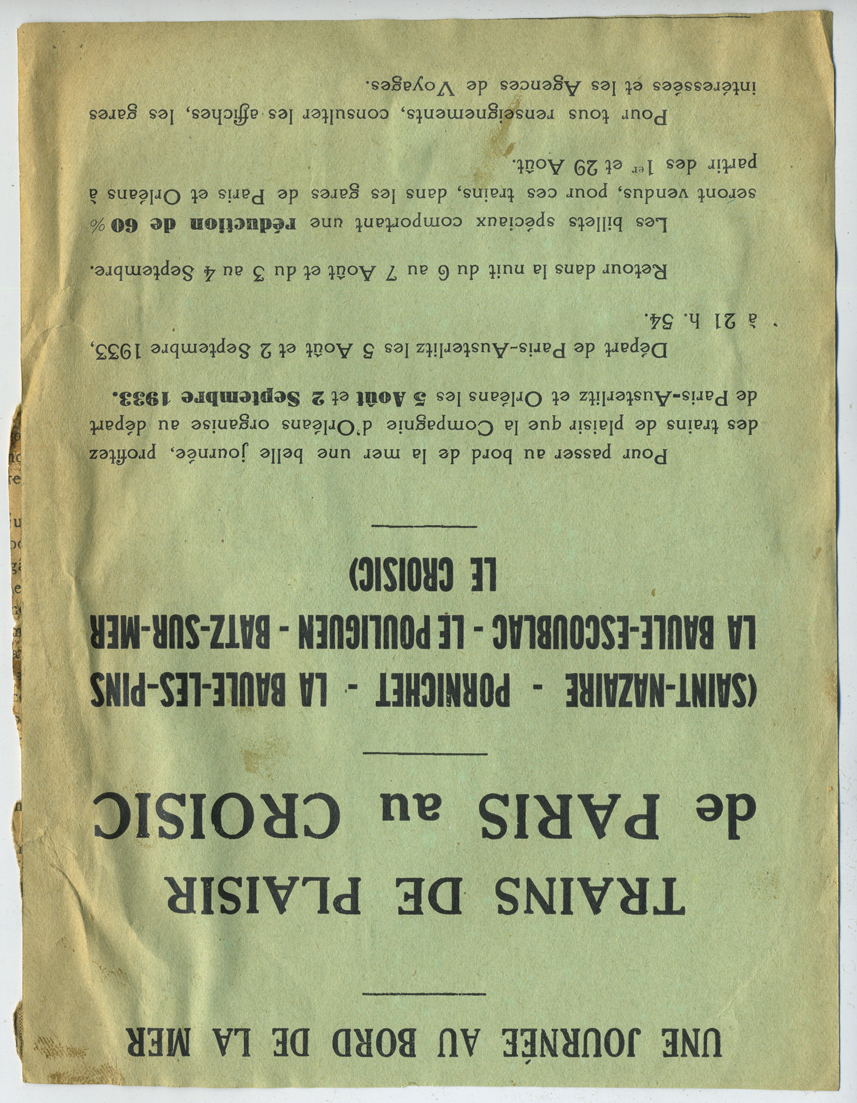 UNE JOURNÉE AU BORD DE LA MER
TRAINS DE PLAISIR
de PARIS au CROISIC
(SAINT-NAZAIRE - PORNICHET - LA BAULE-LES-PINS
LA BAULE-ESCOUBLAC - LE POULIGUEN - BATZ-SUR-MER
LE CROISIC)
Pour passer au bord de la mer une belle journée, profitez
des trains de plaisir que la Compagnie d'Orléans organise au départ
de Paris-Austerlitz et Orléans les 5 Août et 2 Septembre 1933.
Départ de Paris-Austerlitz les 5 Août et 2 Septembre 1933,
à 21 h. 54.
Retour dans la nuit du 6 au 7 Août et du 3 au 4 Septembre.
Les billets spéciaux comportant une réduction de 60 %
seront vendus, pour ces trains, dans les gares de Paris et Orléans à
partir des 1er et 29 Août.
Pour tous renseignements, consulter les affiches, les gares
intéressées et les Agences de Voyages.